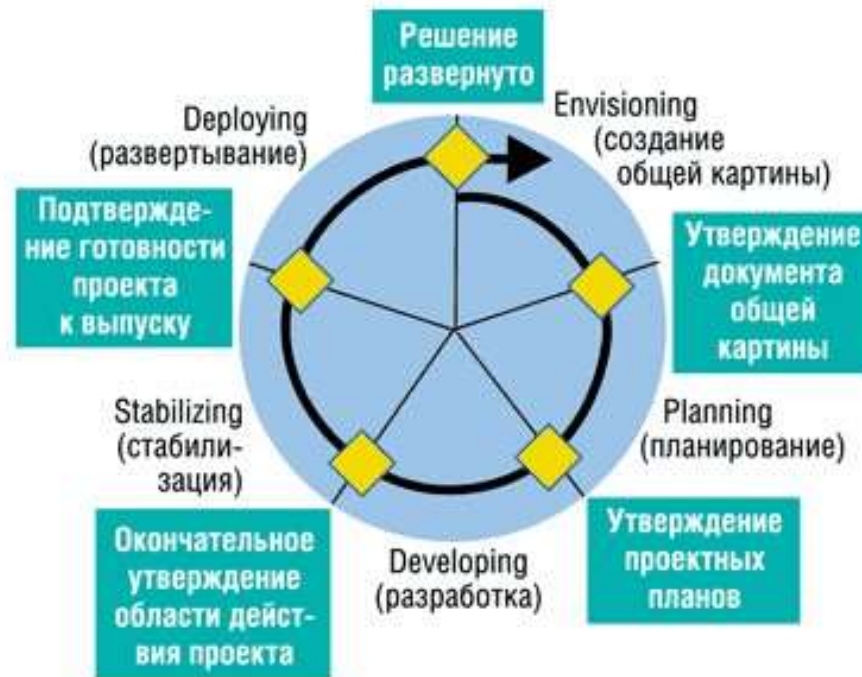 Решение
развернуто
Envisioning
(создание
общей картины)
Deploying
(развертывание)
Подтвержде-
ние готовности
проекта
к выпуску
Утверждение
документа
общей
картины
Stabilizing
(стабили-
зация)
Planning
(планирование)
Окончательное
утверждение
области дейст-
вия проекта
Developing
(разработка)
Утверждение
проектных
планов